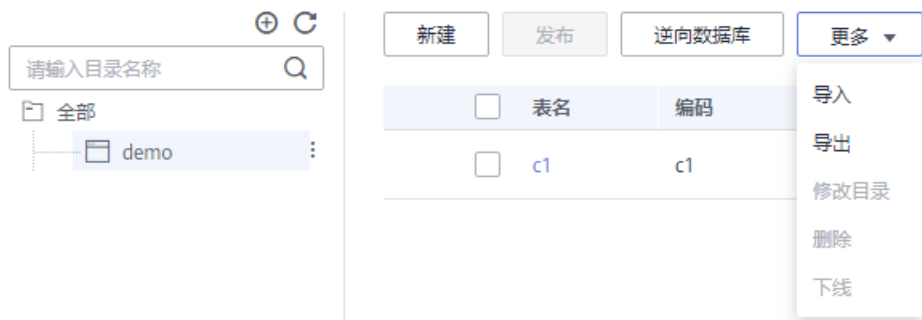 新建 发布 逆向数据库 更多
请输入目录名称
全部
demo
表名 编码
c1 c1
导入
导出
修改目录
删除
下线